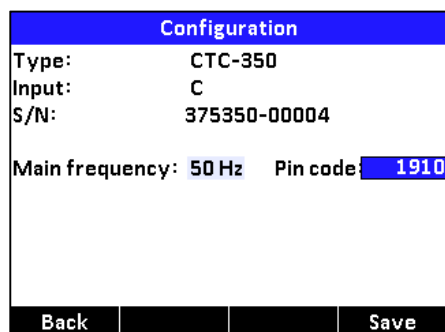 Configuration
Type: CTC-350
Input: C
S/N: 375350-00004
Main frequency: 50 Hz Pin code: 1910
Back Save